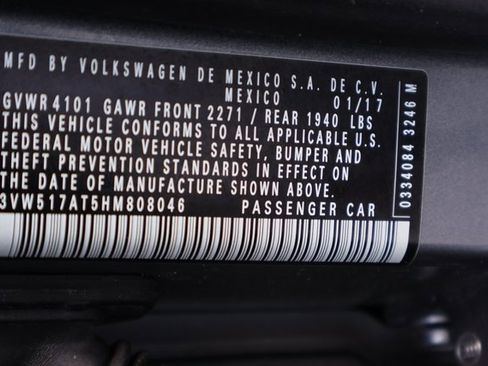 MFD BY VOLKSWAGEN DE MEXICO S.A. DE C.V.
MEXICO 01/17
GVWR 4101 GAWR FRONT 2271 / REAR 1940 LBS
THIS VEHICLE CONFORMS TO ALL APPLICABLE U.S.
FEDERAL MOTOR VEHICLE SAFETY, BUMPER AND
THEFT PREVENTION STANDARDS IN EFFECT ON
THE DATE OF MANUFACTURE SHOWN ABOVE.
3VW517AT5HM808046 PASSENGER CAR
0334084 3246 M